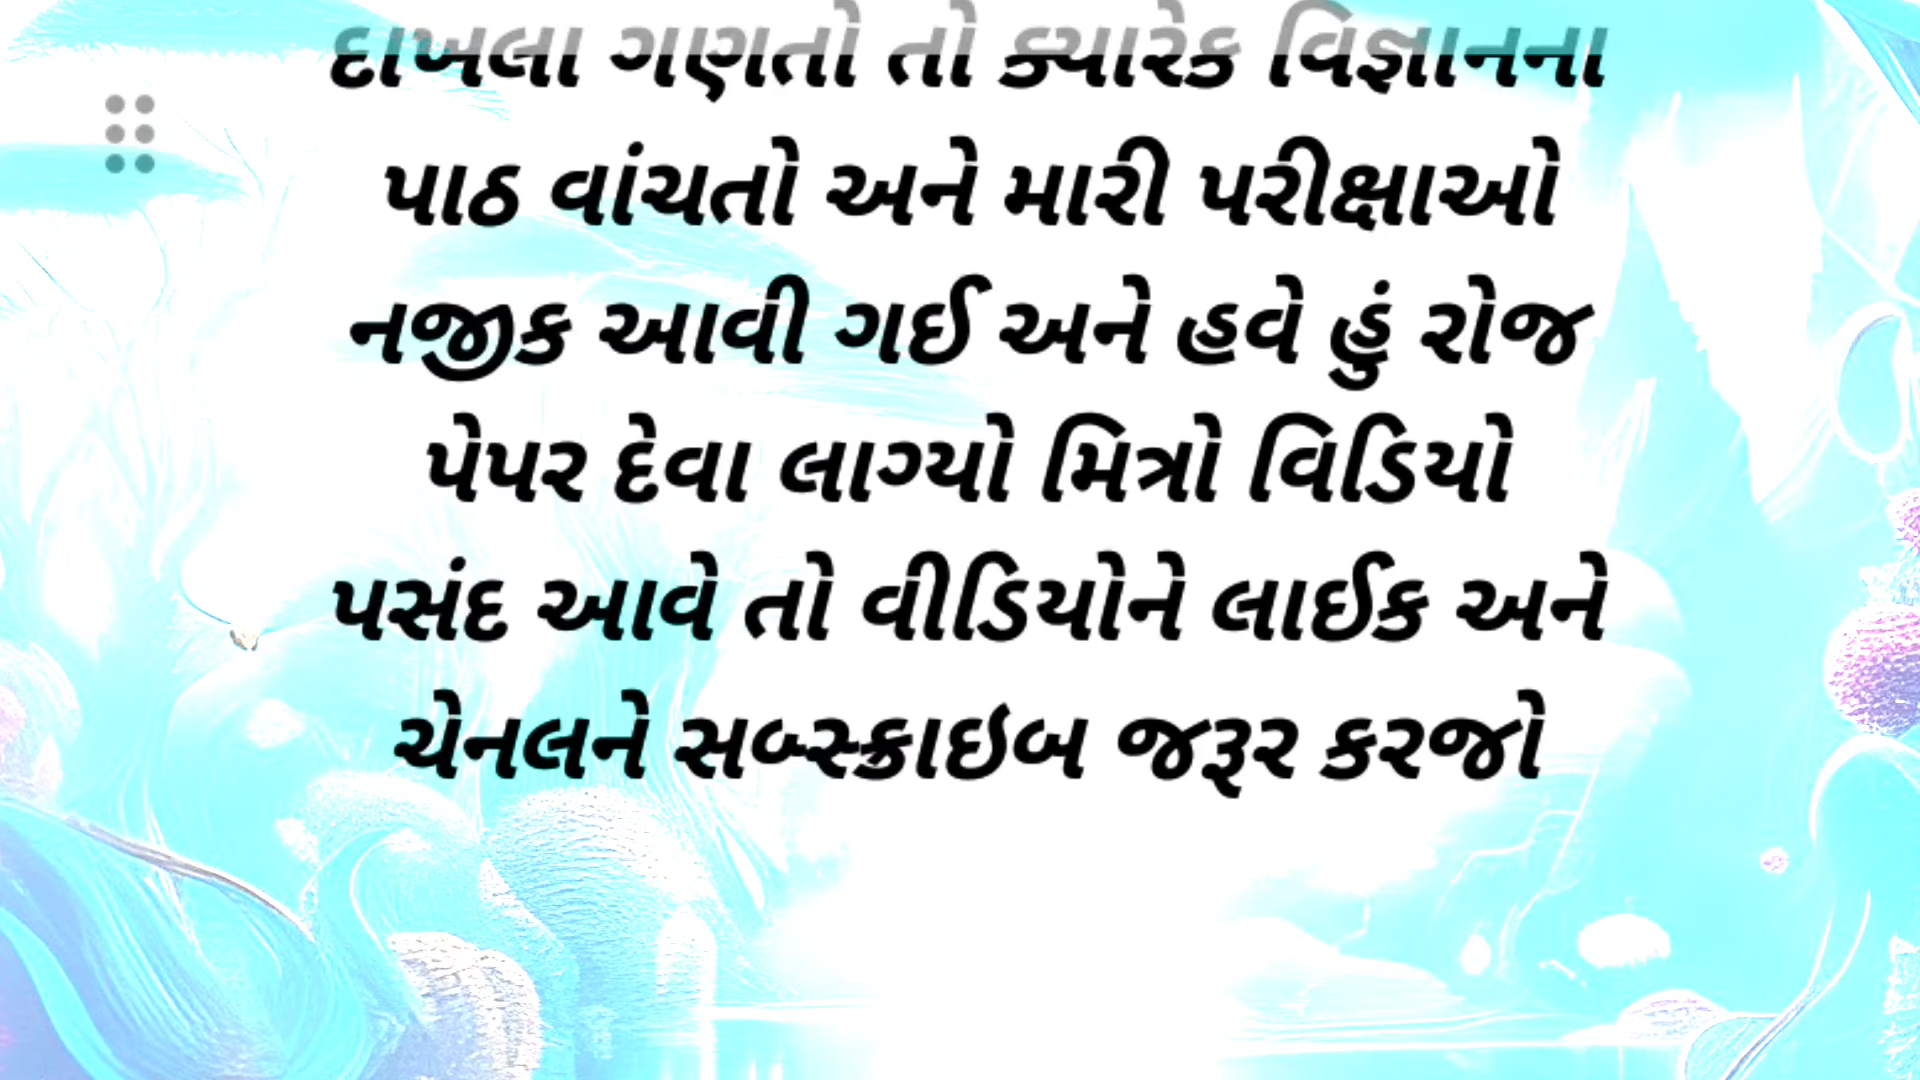 દાખલા ગણતો તો ક્યારેક વિજ્ઞાનના
પાઠ વાંચતો અને મારી પરીક્ષાઓ
નજીક આવી ગઈ અને હવે હું રોજ
પેપર દેવા લાગ્યો મિત્રો વિડિયો
પસંદ આવે તો વીડિયોને લાઈક અને
ચેનલને સબ્સ્ક્રાઇબ જરૂર કરજો